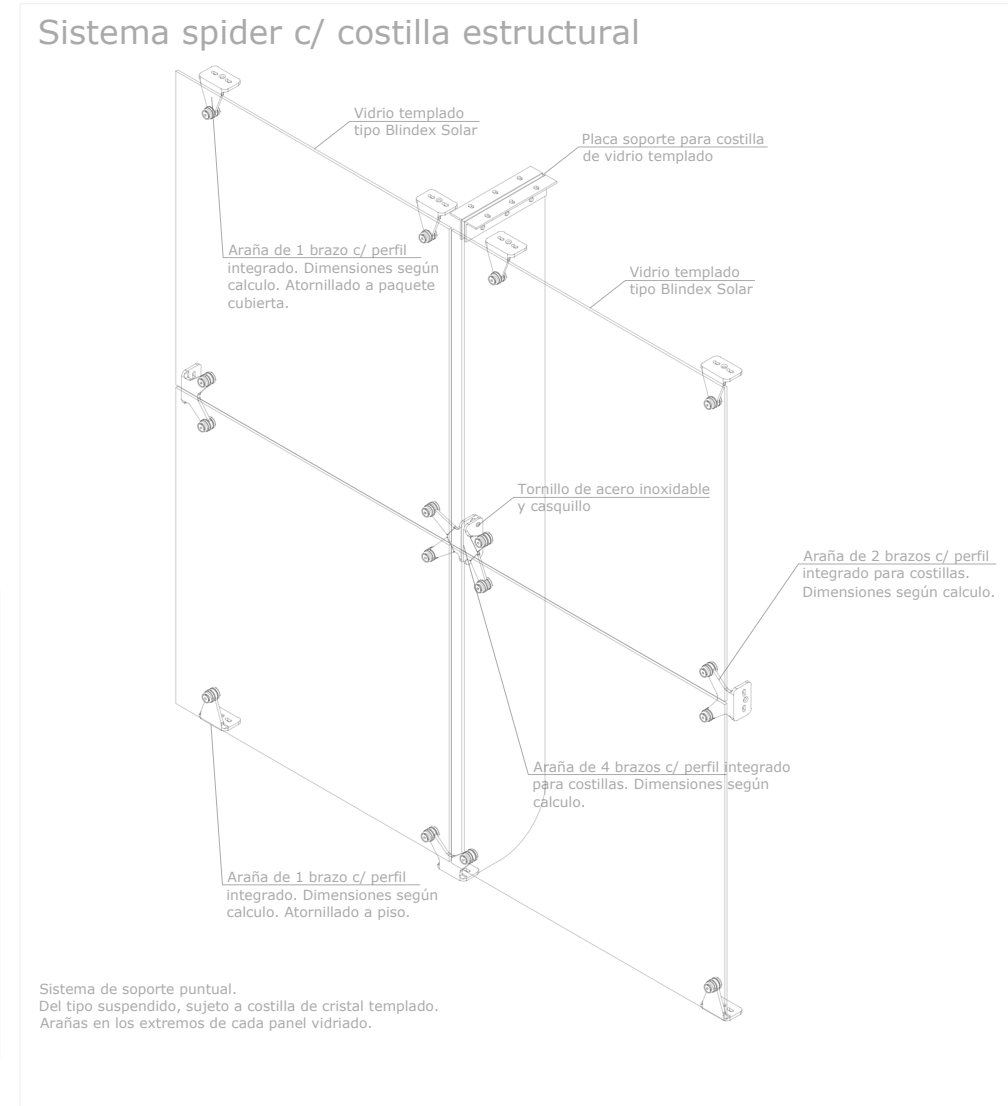 Sistema spider c/ costilla estructural
Vidrio templado
tipo Blindex Solar
Placa soporte para costilla
de vidrio templado
Araña de 1 brazo c/ perfil
integrado. Dimensiones según
calculo. Atornillado a paquete
cubierta.
Vidrio templado
tipo Blindex Solar
Tornillo de acero inoxidable
y casquillo
Araña de 2 brazos c/ perfil
integrado para costillas.
Dimensiones según calculo.
Araña de 4 brazos c/ perfil integrado
para costillas. Dimensiones según
calculo.
Araña de 1 brazo c/ perfil
integrado. Dimensiones según
calculo. Atornillado a piso.
Sistema de soporte puntual.
Del tipo suspendido, sujeto a costilla de cristal templado.
Arañas en los extremos de cada panel vidriado.